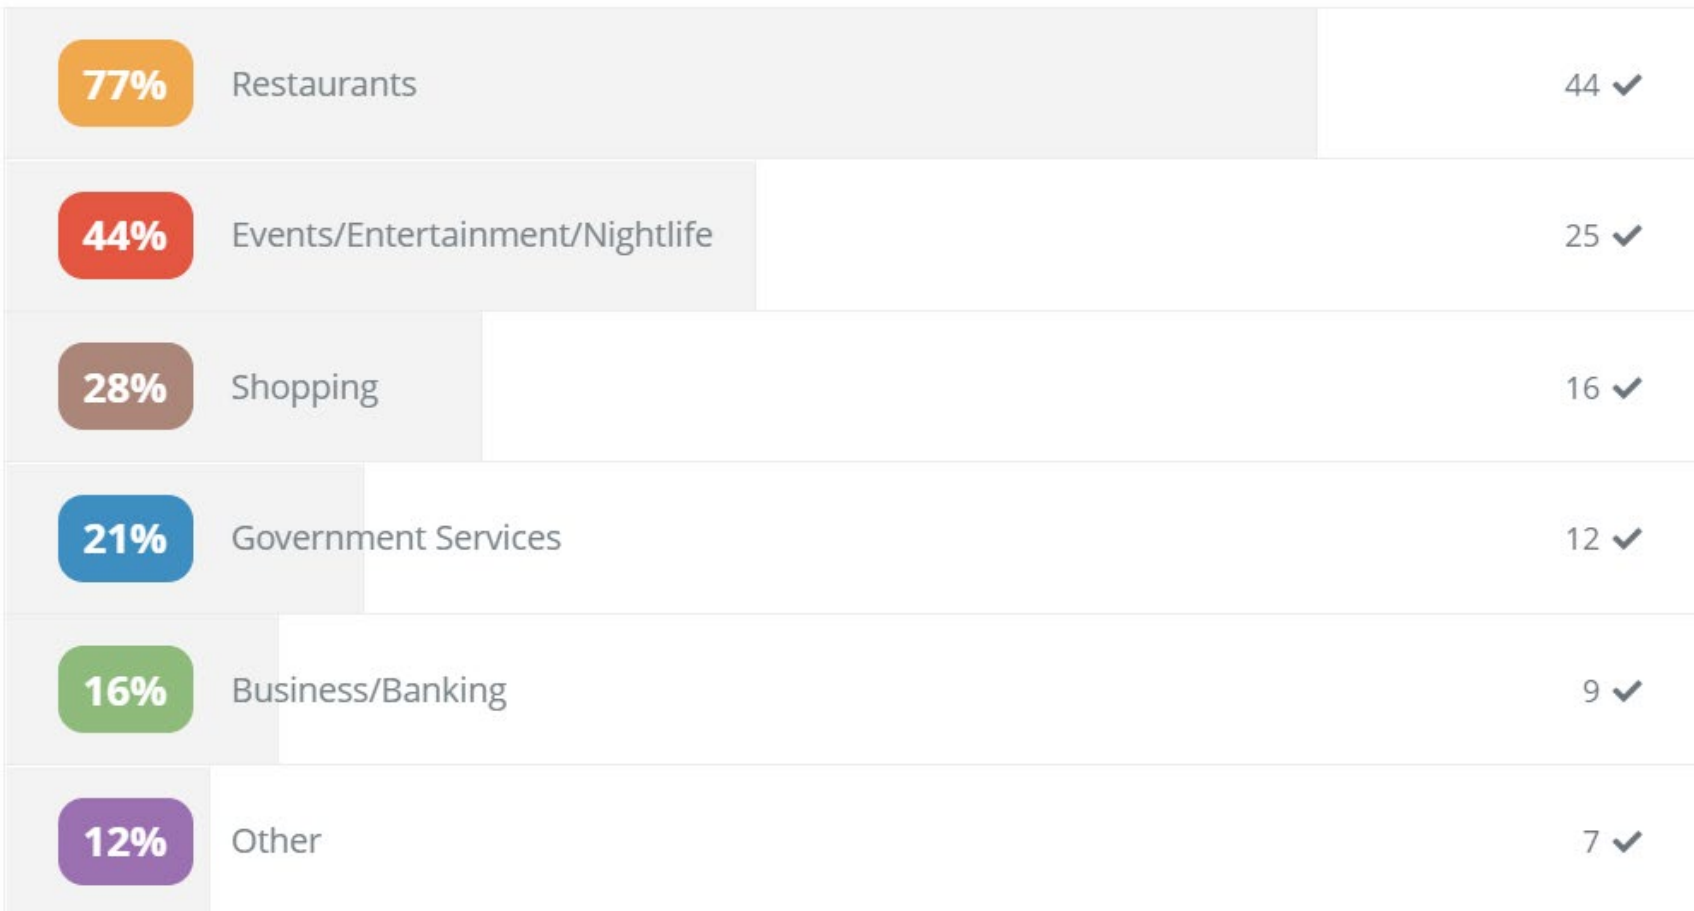 77% Restaurants 44 ✔
44% Events/Entertainment/Nightlife 25 ✔
28% Shopping 16 ✔
21% Government Services 12 ✔
16% Business/Banking 9 ✔
12% Other 7 ✔